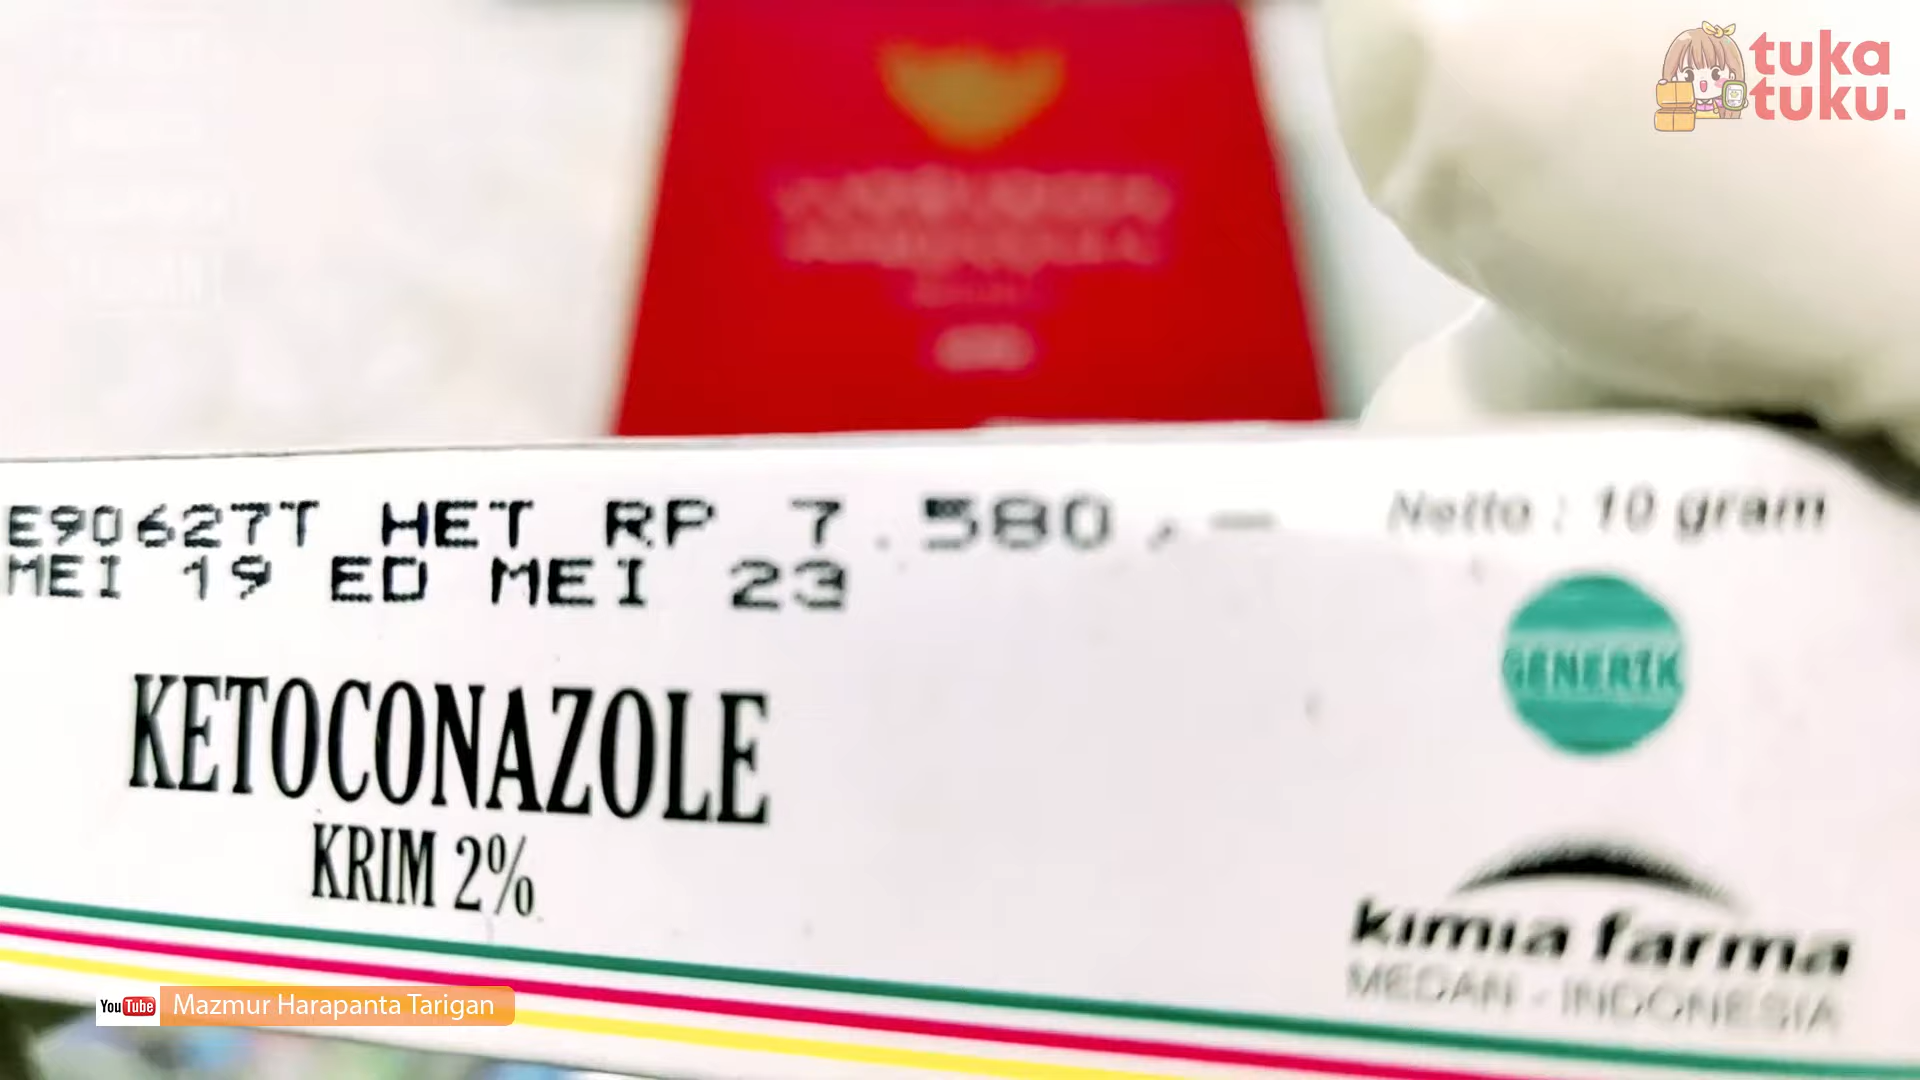 tuka
tuku.
E90627T HET RP 7.580,-
MEI 19 ED MEI 23
Netto : 10 gram
GENERIK
KETOCONAZOLE
KRIM 2%
kimia farma
MEDAN - INDONESIA
YouTube Mazmur Harapanta Tarigan